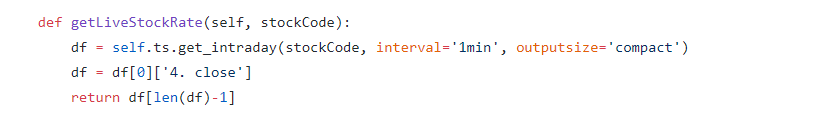 def getLiveStockRate(self, stockCode):
    df = self.ts.get_intraday(stockCode, interval='1min', outputsize='compact')
    df = df[0]['4. close']
    return df[len(df)-1]